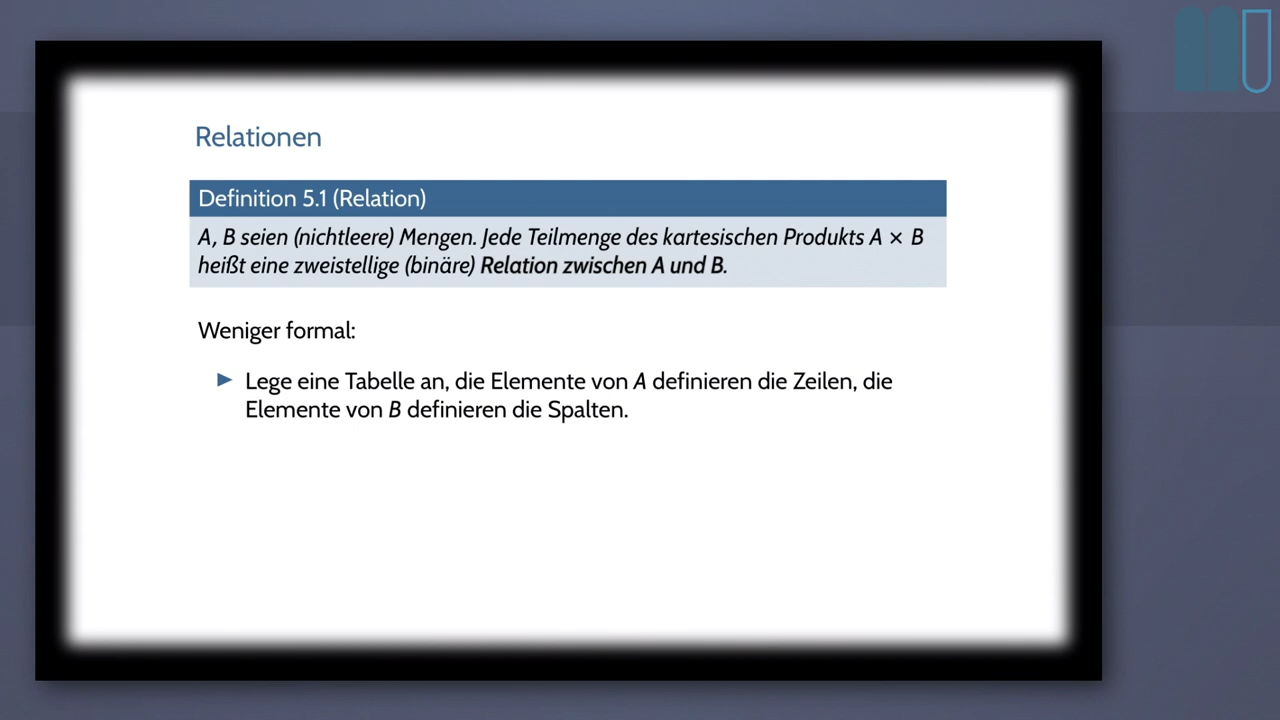 Relationen
Definition 5.1 (Relation)
A, B seien (nichtleere) Mengen. Jede Teilmenge des kartesischen Produkts A × B
heißt eine zweistellige (binäre) Relation zwischen A und B.
Weniger formal:
► Lege eine Tabelle an, die Elemente von A definieren die Zeilen, die
Elemente von B definieren die Spalten.